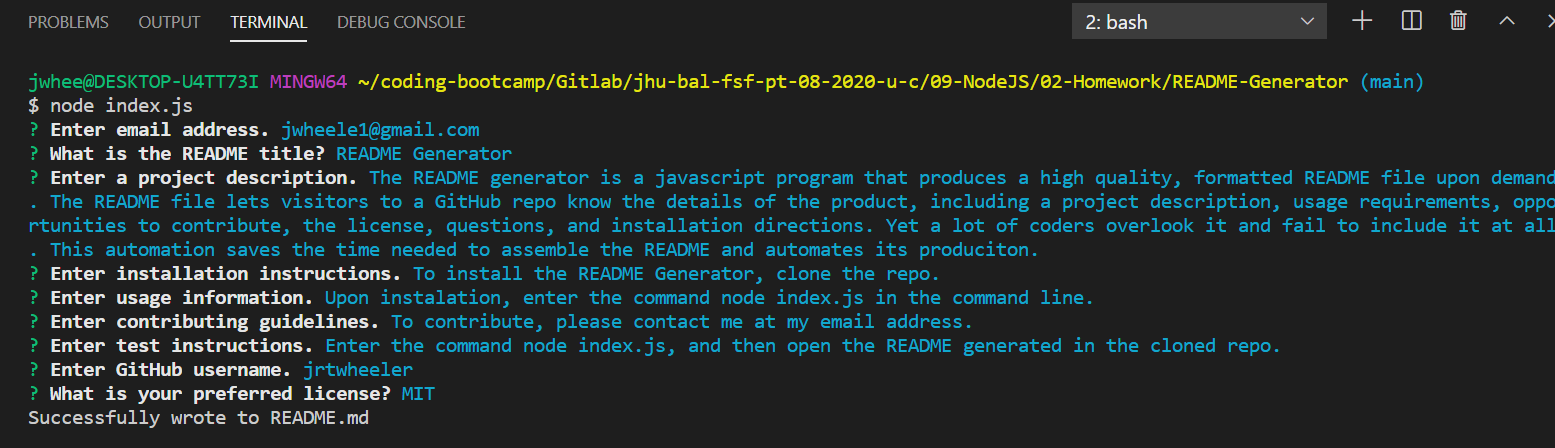 PROBLEMS OUTPUT TERMINAL DEBUG CONSOLE 2: bash
jwhee@DESKTOP-U4TT73I MINGW64 ~/coding-bootcamp/Gitlab/jhu-bal-fsf-pt-08-2020-u-c/09-NodeJS/02-Homework/README-Generator (main)
$ node index.js
? Enter email address. jwheele1@gmail.com
? What is the README title? README Generator
? Enter a project description. The README generator is a javascript program that produces a high quality, formatted README file upon demand
. The README file lets visitors to a GitHub repo know the details of the product, including a project description, usage requirements, oppo
rtunities to contribute, the license, questions, and installation directions. Yet a lot of coders overlook it and fail to include it at all
. This automation saves the time needed to assemble the README and automates its produciton.
? Enter installation instructions. To install the README Generator, clone the repo.
? Enter usage information. Upon instalation, enter the command node index.js in the command line.
? Enter contributing guidelines. To contribute, please contact me at my email address.
? Enter test instructions. Enter the command node index.js, and then open the README generated in the cloned repo.
? Enter GitHub username. jrtwheeler
? What is your preferred license? MIT
Successfully wrote to README.md